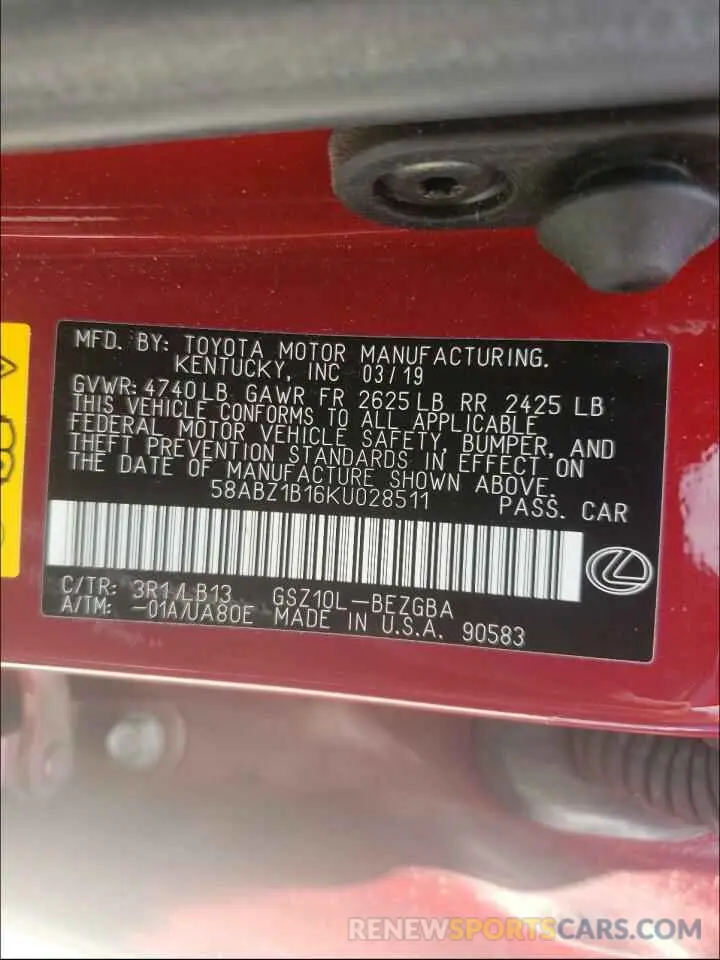 MFD. BY: TOYOTA MOTOR MANUFACTURING.
KENTUCKY, INC 03/19
GVWR: 4740LB GAWR FR 2625LB RR 2425 LB
THIS VEHICLE CONFORMS TO ALL APPLICABLE
FEDERAL MOTOR VEHICLE SAFETY, BUMPER, AND
THEFT PREVENTION STANDARDS IN EFFECT ON
THE DATE OF MANUFACTURE SHOWN ABOVE.
58ABZ1B16KU028511 PASS. CAR
C/TR: 3R1/LB13 GSZ10L-BEZGBA
A/TM: -01A/UA80E MADE IN U.S.A. 90583
RENEWSPORTSCARS.COM